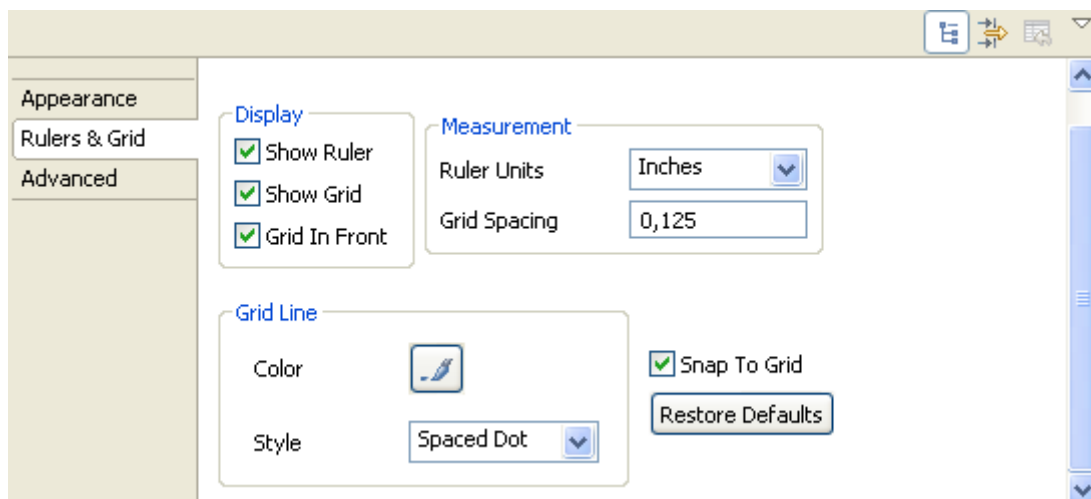 Appearance
Rulers & Grid
Advanced
Display
Show Ruler
Show Grid
Grid In Front
Measurement
Ruler Units
Inches
Grid Spacing
0,125
Grid Line
Color
Style
Spaced Dot
Snap To Grid
Restore Defaults